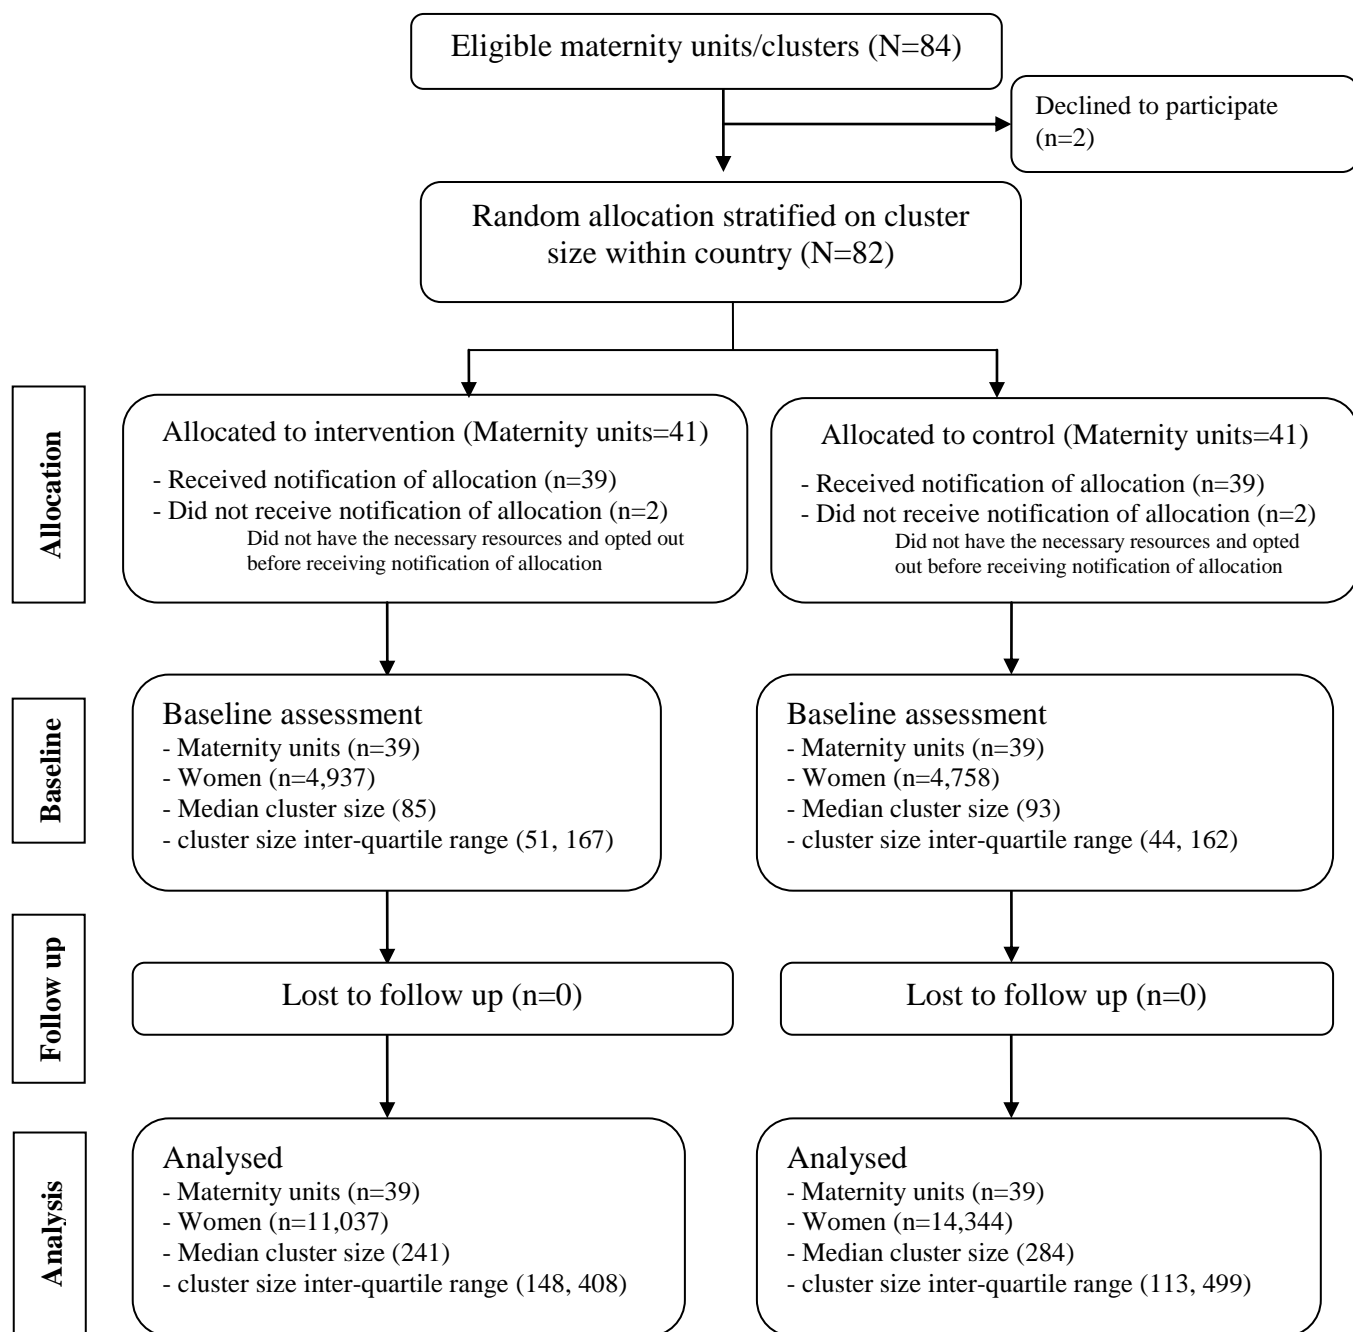 Eligible maternity units/clusters (N=84)
Declined to participate
(n=2)
Random allocation stratified on cluster
size within country (N=82)
Allocation
Allocated to intervention (Maternity units=41)
- Received notification of allocation (n=39)
- Did not receive notification of allocation (n=2)
Did not have the necessary resources and opted out
before receiving notification of allocation
Allocated to control (Maternity units=41)
- Received notification of allocation (n=39)
- Did not receive notification of allocation (n=2)
Did not have the necessary resources and opted
out before receiving notification of allocation
Baseline
Baseline assessment
- Maternity units (n=39)
- Women (n=4,937)
- Median cluster size (85)
- cluster size inter-quartile range (51, 167)
Baseline assessment
- Maternity units (n=39)
- Women (n=4,758)
- Median cluster size (93)
- cluster size inter-quartile range (44, 162)
Follow up
Lost to follow up (n=0)
Lost to follow up (n=0)
Analysis
Analysed
- Maternity units (n=39)
- Women (n=11,037)
- Median cluster size (241)
- cluster size inter-quartile range (148, 408)
Analysed
- Maternity units (n=39)
- Women (n=14,344)
- Median cluster size (284)
- cluster size inter-quartile range (113, 499)